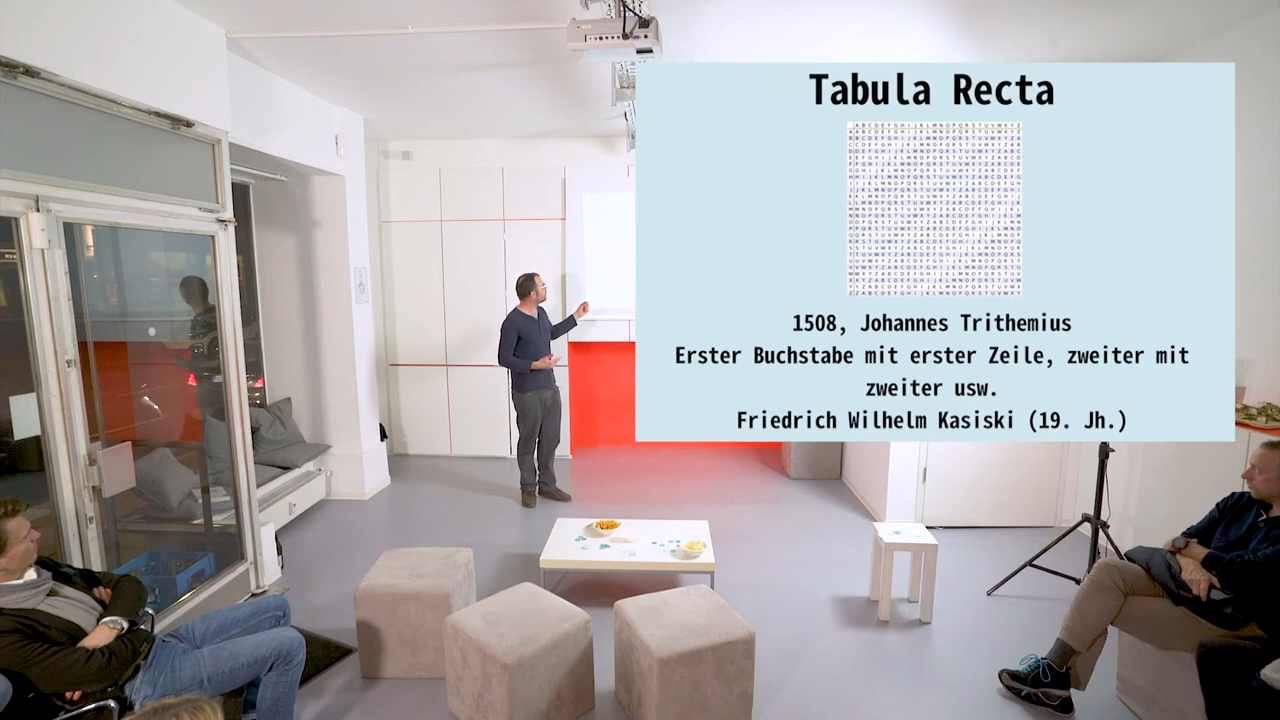 Tabula Recta
A B C D E F G H I J K L M N O P Q R S T U V W X Y Z
A A B C D E F G H I J K L M N O P Q R S T U V W X Y Z
B B C D E F G H I J K L M N O P Q R S T U V W X Y Z A
C C D E F G H I J K L M N O P Q R S T U V W X Y Z A B
D D E F G H I J K L M N O P Q R S T U V W X Y Z A B C
E E F G H I J K L M N O P Q R S T U V W X Y Z A B C D
F F G H I J K L M N O P Q R S T U V W X Y Z A B C D E
G G H I J K L M N O P Q R S T U V W X Y Z A B C D E F
H H I J K L M N O P Q R S T U V W X Y Z A B C D E F G
I I J K L M N O P Q R S T U V W X Y Z A B C D E F G H
J J K L M N O P Q R S T U V W X Y Z A B C D E F G H I
K K L M N O P Q R S T U V W X Y Z A B C D E F G H I J
L L M N O P Q R S T U V W X Y Z A B C D E F G H I J K
M M N O P Q R S T U V W X Y Z A B C D E F G H I J K L
N N O P Q R S T U V W X Y Z A B C D E F G H I J K L M
O O P Q R S T U V W X Y Z A B C D E F G H I J K L M N
P P Q R S T U V W X Y Z A B C D E F G H I J K L M N O
Q Q R S T U V W X Y Z A B C D E F G H I J K L M N O P
R R S T U V W X Y Z A B C D E F G H I J K L M N O P Q
S S T U V W X Y Z A B C D E F G H I J K L M N O P Q R
T T U V W X Y Z A B C D E F G H I J K L M N O P Q R S
U U V W X Y Z A B C D E F G H I J K L M N O P Q R S T
V V W X Y Z A B C D E F G H I J K L M N O P Q R S T U
W W X Y Z A B C D E F G H I J K L M N O P Q R S T U V
X X Y Z A B C D E F G H I J K L M N O P Q R S T U V W
Y Y Z A B C D E F G H I J K L M N O P Q R S T U V W X
Z Z A B C D E F G H I J K L M N O P Q R S T U V W X Y
1508, Johannes Trithemius
Erster Buchstabe mit erster Zeile, zweiter mit
zweiter usw.
Friedrich Wilhelm Kasiski (19. Jh.)